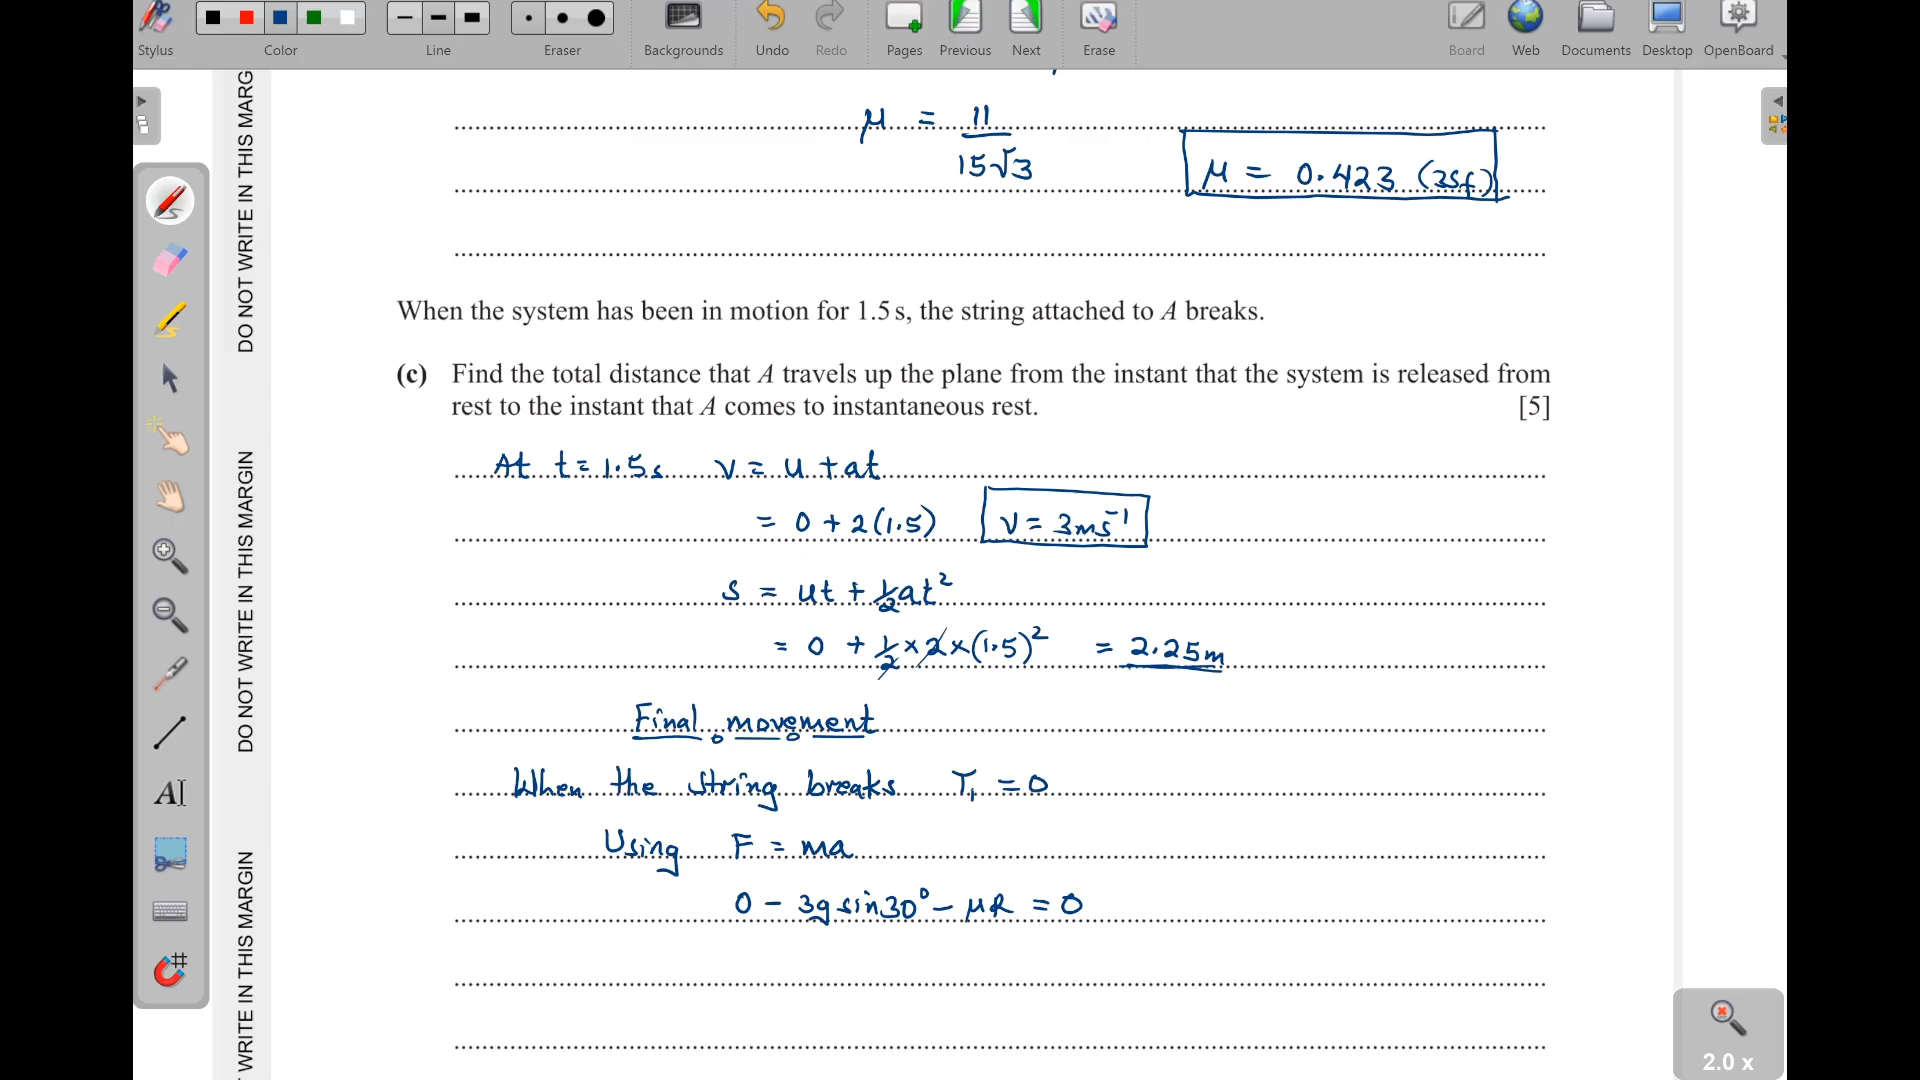 Stylus
Color
Line
Eraser
Backgrounds
Undo
Redo
Pages
Previous
Next
Erase
Board
Web
Documents
Desktop
OpenBoard
DO NOT WRITE IN THIS MARG
DO NOT WRITE IN THIS MARGIN
T WRITE IN THIS MARGIN
μ = 11
15√3
μ = 0.423 (3sf)
When the system has been in motion for 1.5 s, the string attached to A breaks.
(c) Find the total distance that A travels up the plane from the instant that the system is released from
rest to the instant that A comes to instantaneous rest. [5]
At t=1.5s v = u + at
= 0 + 2(1.5) v = 3ms⁻¹
s = ut + ½at²
= 0 + ½ × 2 × (1.5)² = 2.25m
Final movement
When the string breaks T₁ = 0
Using F = ma
0 - 3g sin30° - μR = 0
AI
2.0 x